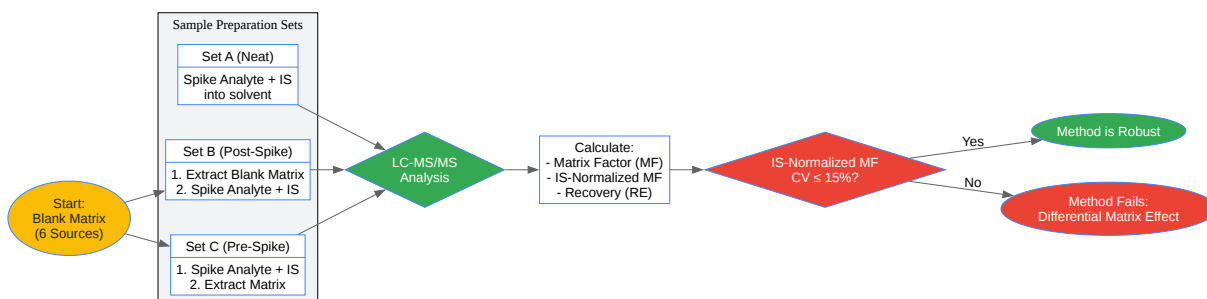 Sample Preparation Sets
Set A (Neat)
Spike Analyte + IS
into solvent
Set B (Post-Spike)
1. Extract Blank Matrix
2. Spike Analyte + IS
Set C (Pre-Spike)
1. Spike Analyte + IS
2. Extract Matrix
Start:
Blank Matrix
(6 Sources)
LC-MS/MS
Analysis
Calculate:
- Matrix Factor (MF)
- IS-Normalized MF
- Recovery (RE)
IS-Normalized MF
CV ≤ 15%?
Yes
No
Method is Robust
Method Fails:
Differential Matrix Effect